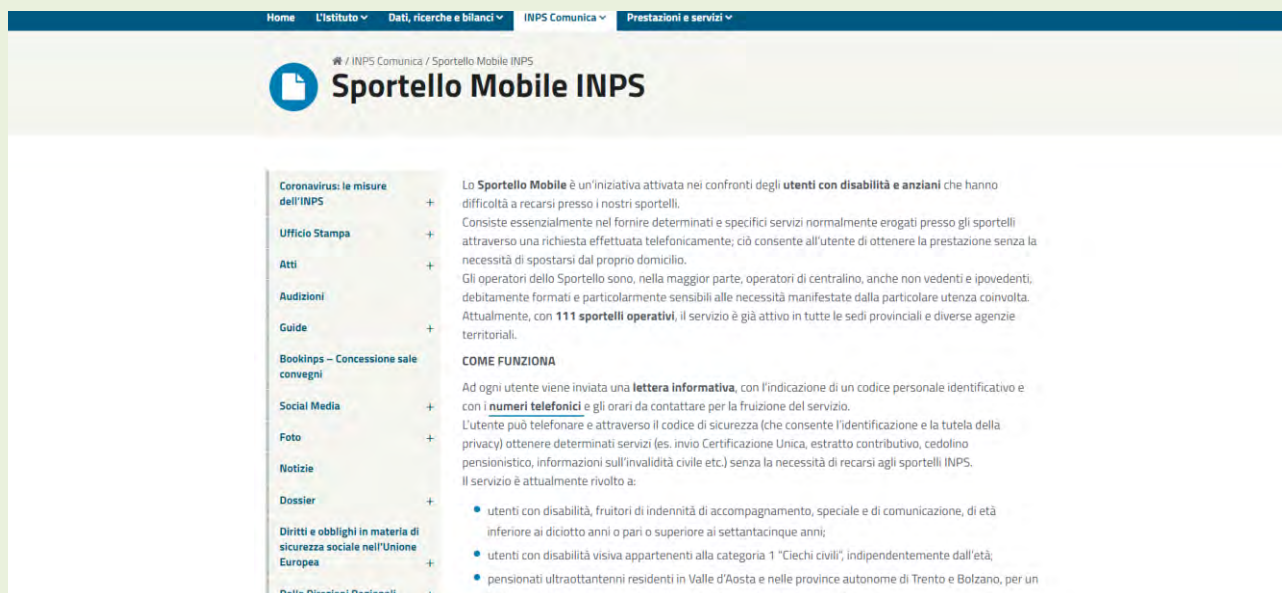 Home L'Istituto Dati, ricerche e bilanci INPS Comunica Prestazioni e servizi
/ INPS Comunica / Sportello Mobile INPS
Sportello Mobile INPS
Coronavirus: le misure
dell'INPS +
Ufficio Stampa +
Atti +
Audizioni
Guide +
Bookinps – Concessione sale
convegni
Social Media +
Foto +
Notizie
Dossier +
Diritti e obblighi in materia di
sicurezza sociale nell'Unione
Europea +
Dalle Direzioni Regionali +
Lo Sportello Mobile è un'iniziativa attivata nei confronti degli utenti con disabilità e anziani che hanno
difficoltà a recarsi presso i nostri sportelli.
Consiste essenzialmente nel fornire determinati e specifici servizi normalmente erogati presso gli sportelli
attraverso una richiesta effettuata telefonicamente; ciò consente all'utente di ottenere la prestazione senza la
necessità di spostarsi dal proprio domicilio.
Gli operatori dello Sportello sono, nella maggior parte, operatori di centralino, anche non vedenti e ipovedenti,
debitamente formati e particolarmente sensibili alle necessità manifestate dalla particolare utenza coinvolta.
Attualmente, con 111 sportelli operativi, il servizio è già attivo in tutte le sedi provinciali e diverse agenzie
territoriali.
COME FUNZIONA
Ad ogni utente viene inviata una lettera informativa, con l'indicazione di un codice personale identificativo e
con i numeri telefonici e gli orari da contattare per la fruizione del servizio.
L'utente può telefonare e attraverso il codice di sicurezza (che consente l'identificazione e la tutela della
privacy) ottenere determinati servizi (es. invio Certificazione Unica, estratto contributivo, cedolino
pensionistico, informazioni sull'invalidità civile etc.) senza la necessità di recarsi agli sportelli INPS.
Il servizio è attualmente rivolto a:
• utenti con disabilità, fruitori di indennità di accompagnamento, speciale e di comunicazione, di età
inferiore ai diciotto anni o pari o superiore ai settantacinque anni;
• utenti con disabilità visiva appartenenti alla categoria 1 "Ciechi civili", indipendentemente dall'età;
• pensionati ultraottantenni residenti in Valle d'Aosta e nelle province autonome di Trento e Bolzano, per un